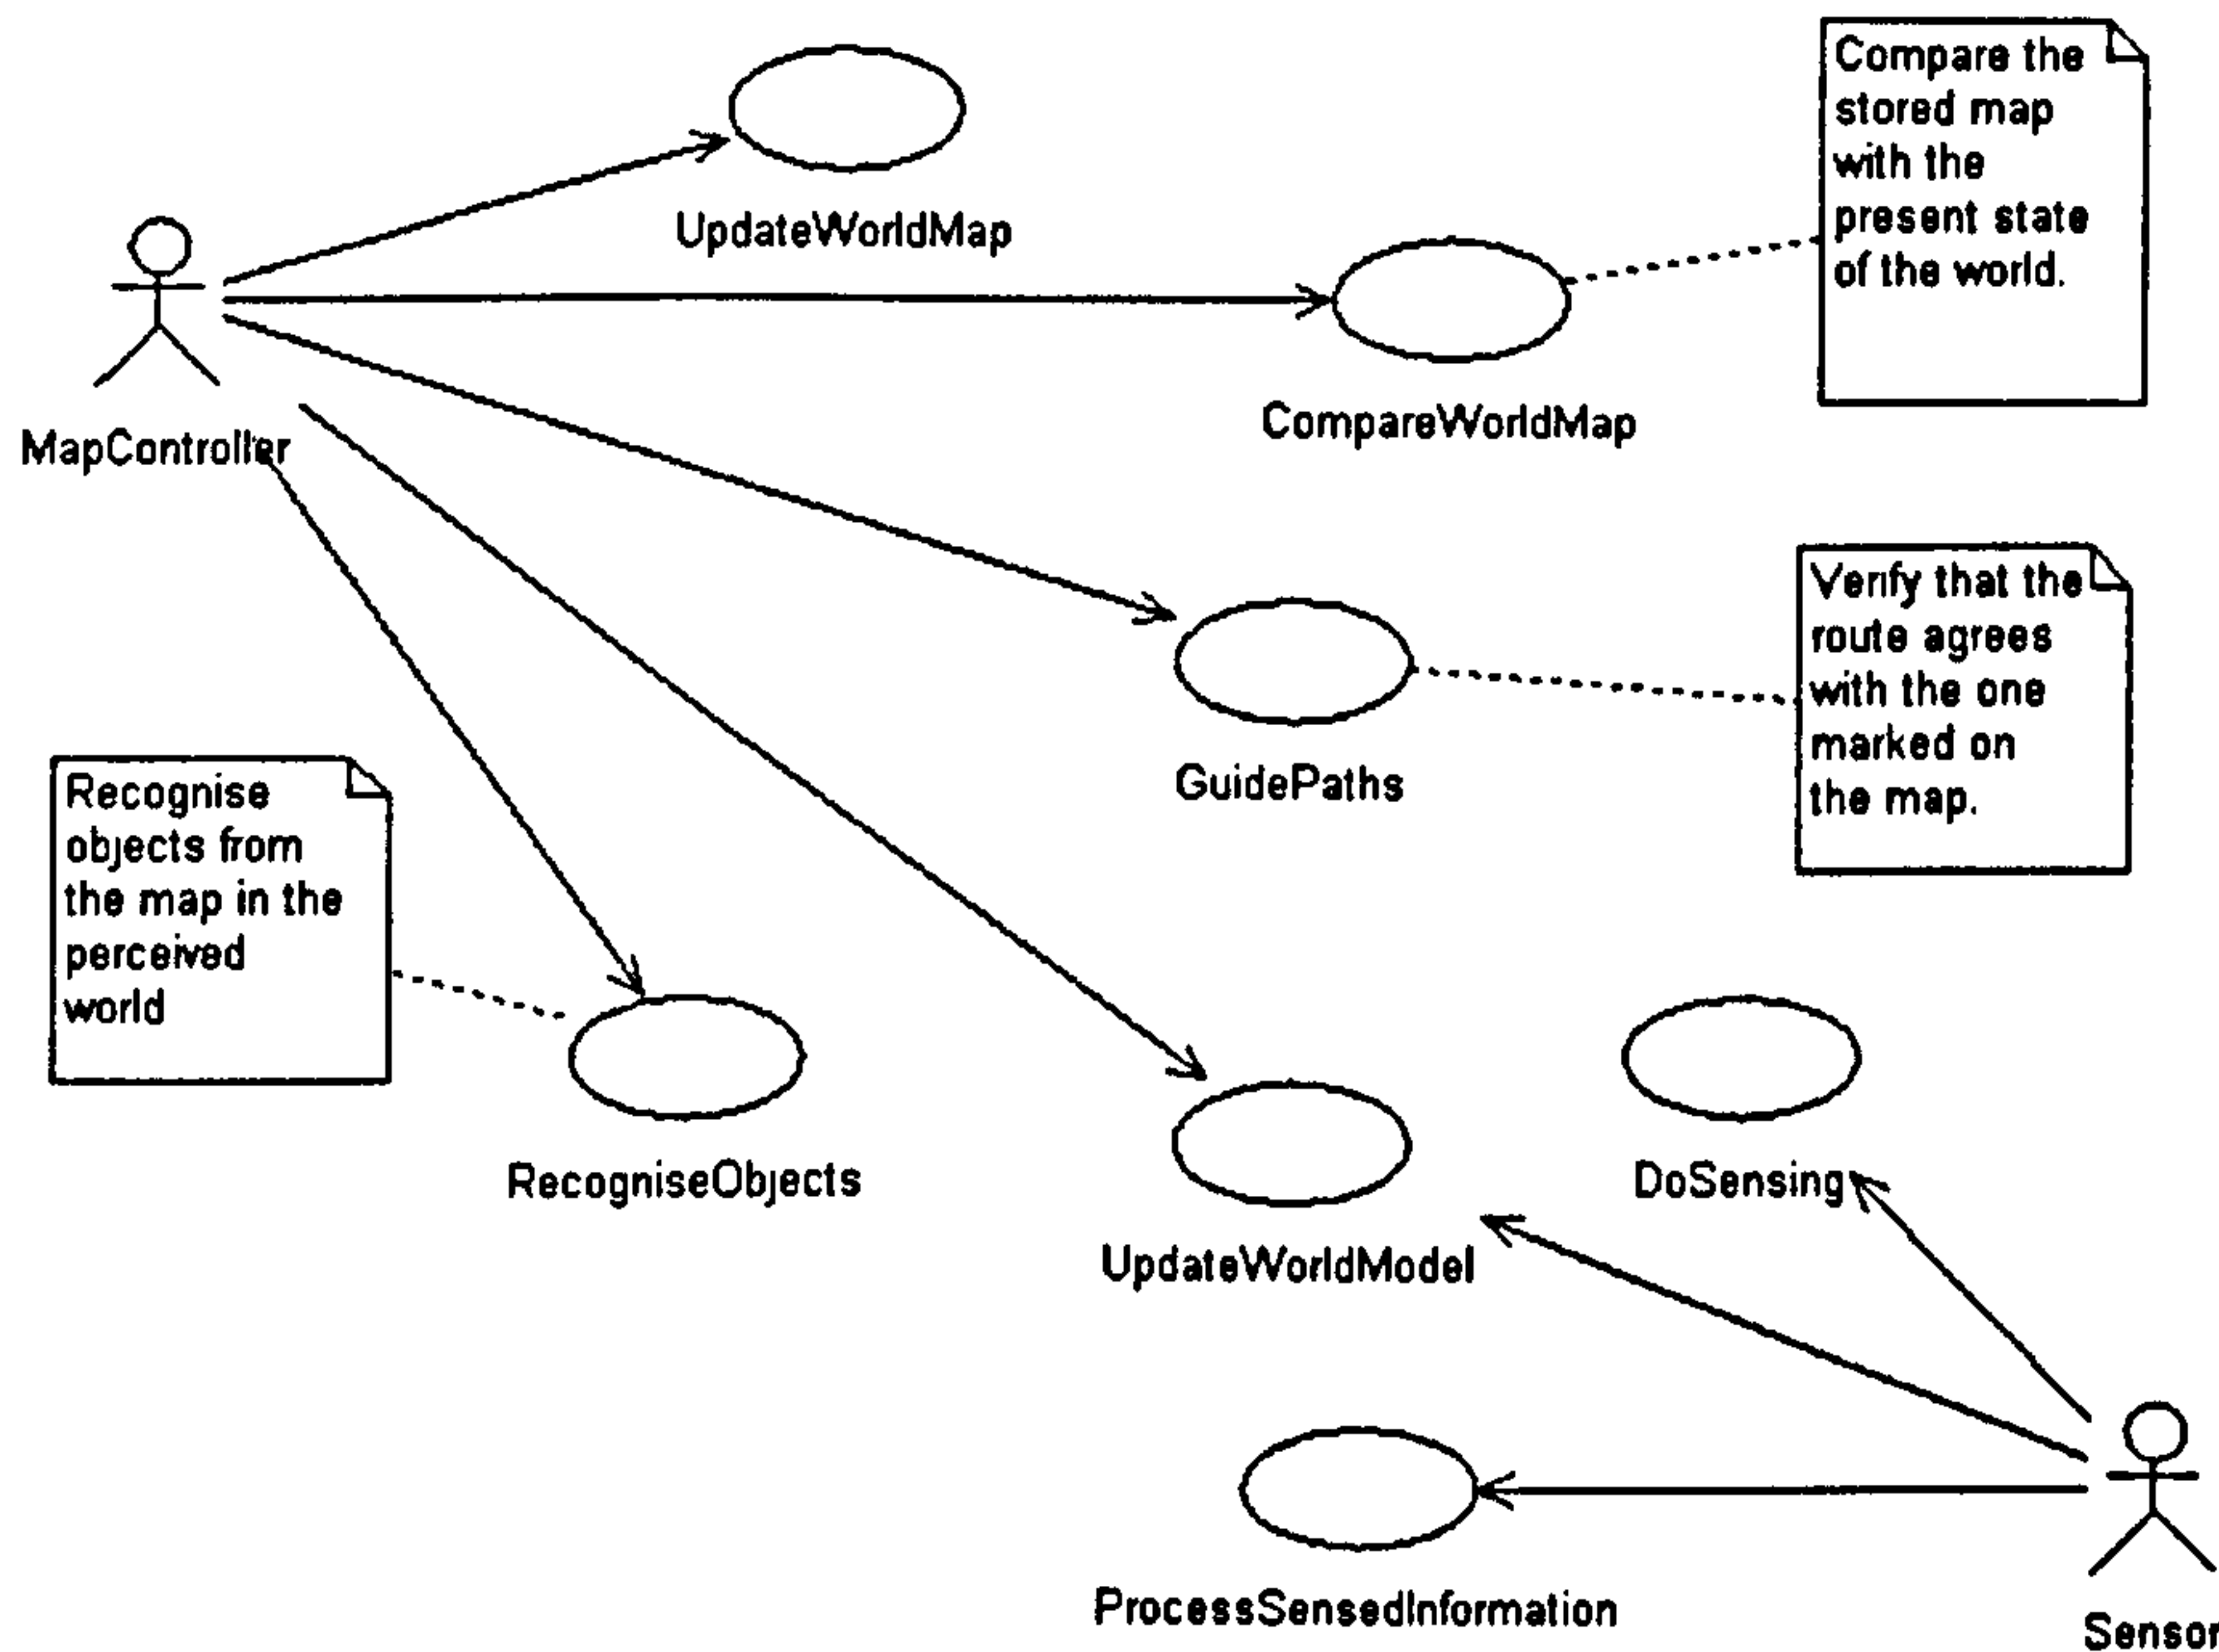 Compare the
stored map
with the
present state
of the world.
UpdateWorldMap
CompareWorldMap
MapController
Verify that the
route agrees
with the one
marked on
the map.
GuidePaths
Recognise
objects from
the map in the
perceived
world
RecogniseObjects
DoSensing
UpdateWorldModel
ProcessSensedInformation
Sensor